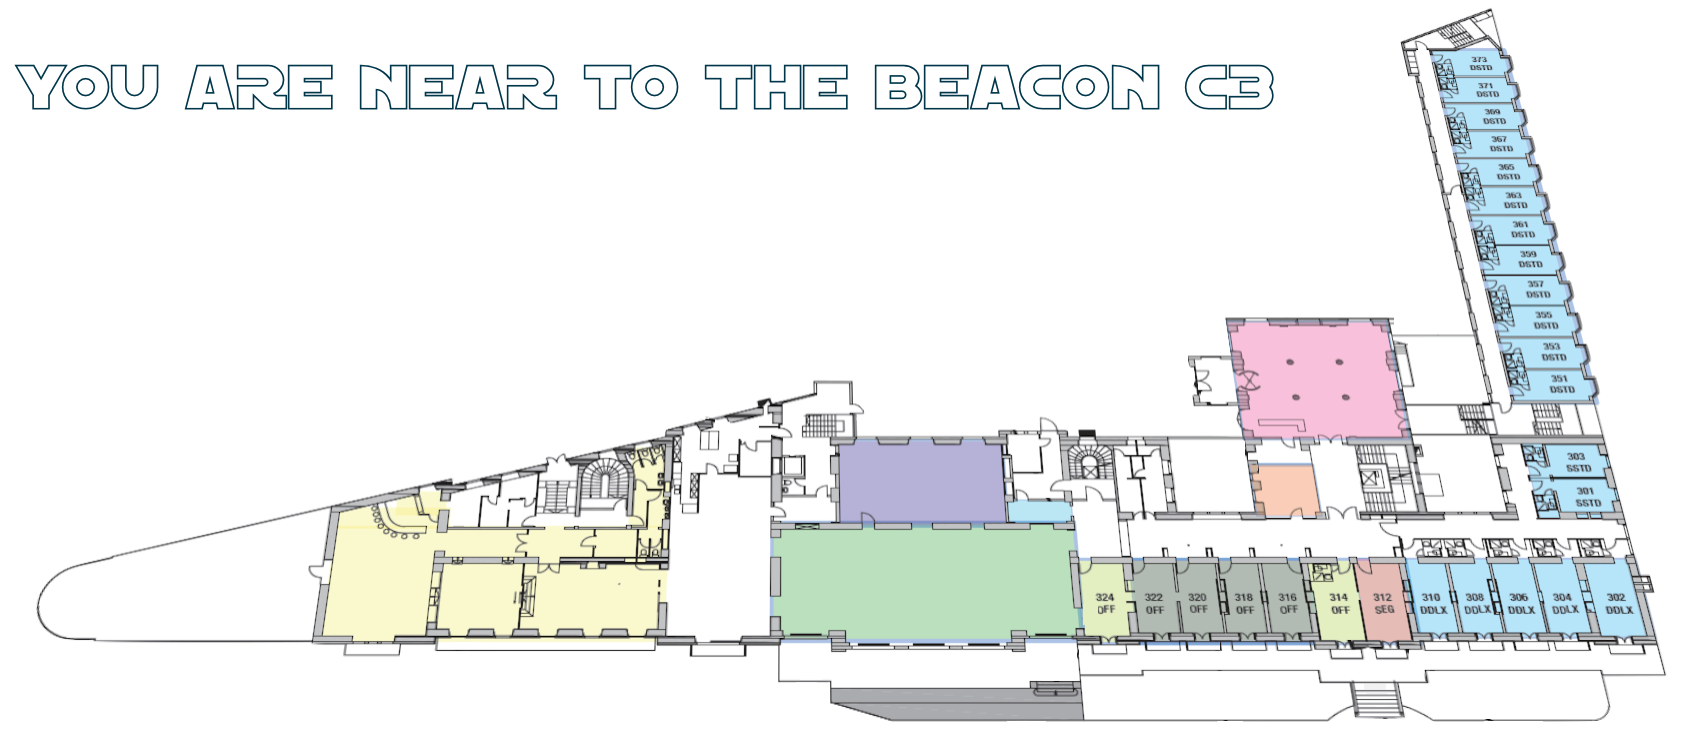 YOU ARE NEAR TO THE BEACON C3
373
DSTD
371
DSTD
369
DSTD
367
DSTD
365
DSTD
363
DSTD
361
DSTD
359
DSTD
357
DSTD
355
DSTD
353
DSTD
351
DSTD
303
SSTD
301
SSTD
324
OFF
322
OFF
320
OFF
318
OFF
316
OFF
314
OFF
312
SEG
310
DDLX
308
DDLX
306
DDLX
304
DDLX
302
DDLX